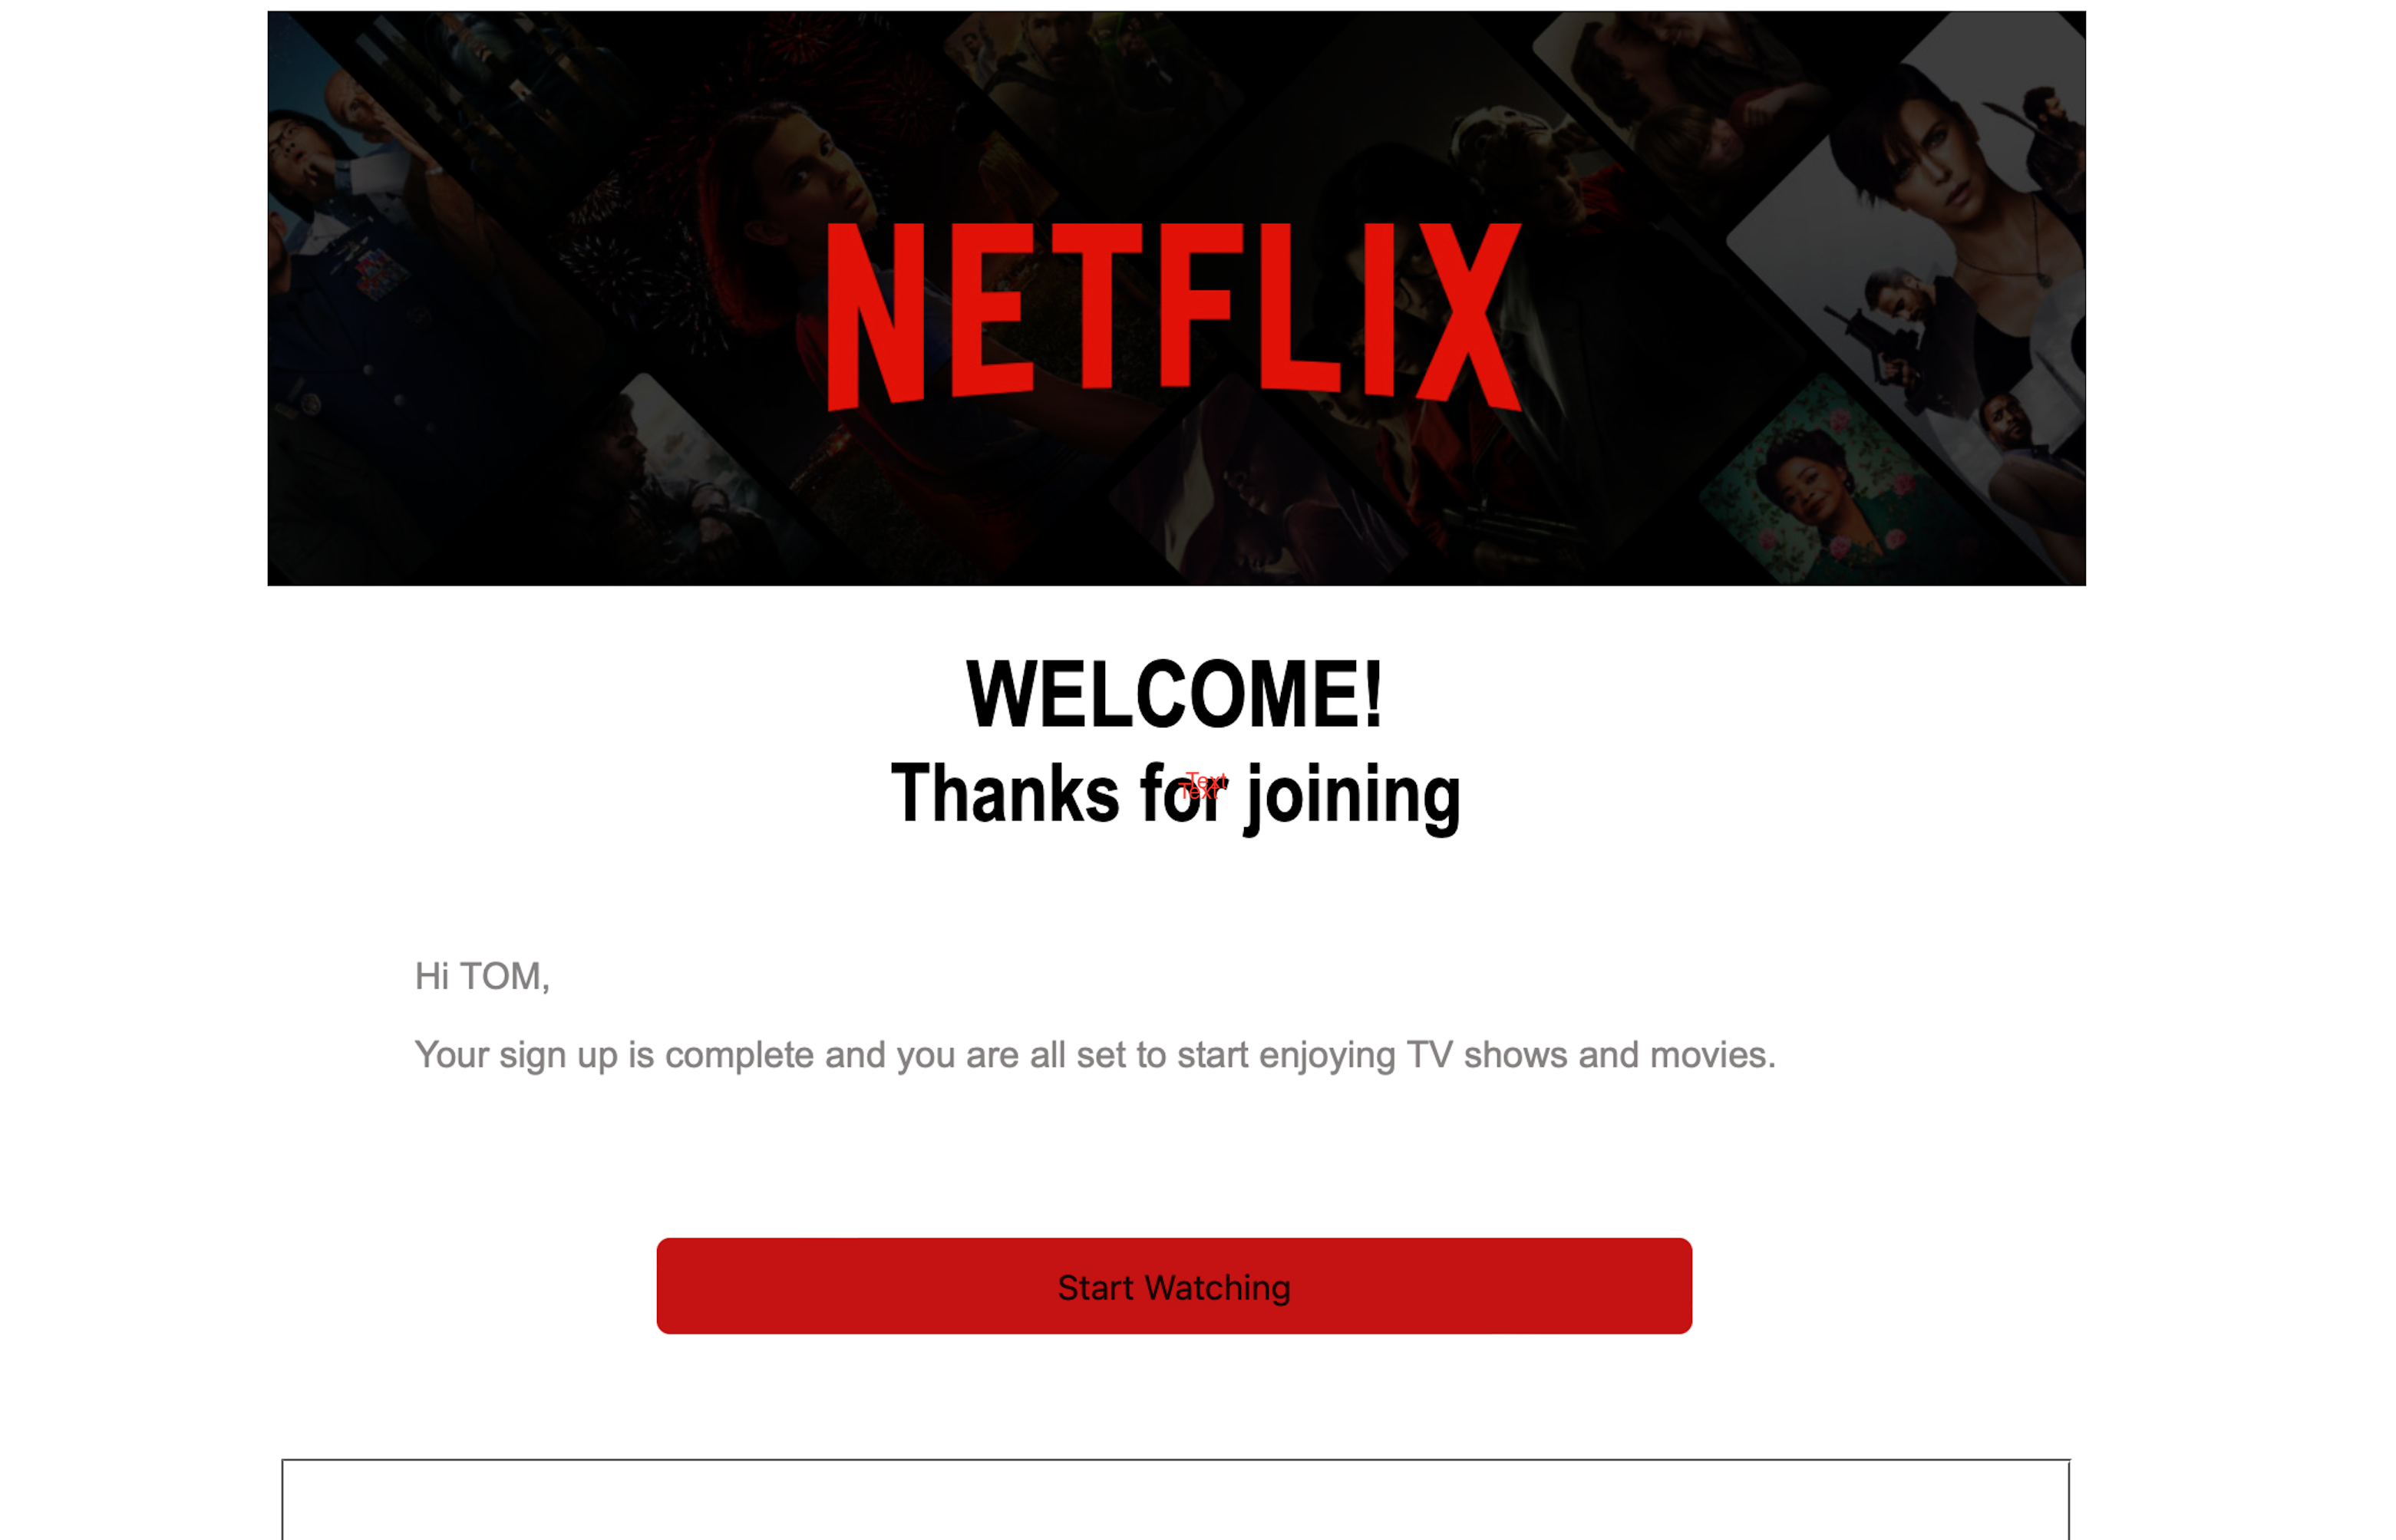 NETFLIX
WELCOME!
Thanks for joining
Text
Text
Hi TOM,
Your sign up is complete and you are all set to start enjoying TV shows and movies.
Start Watching